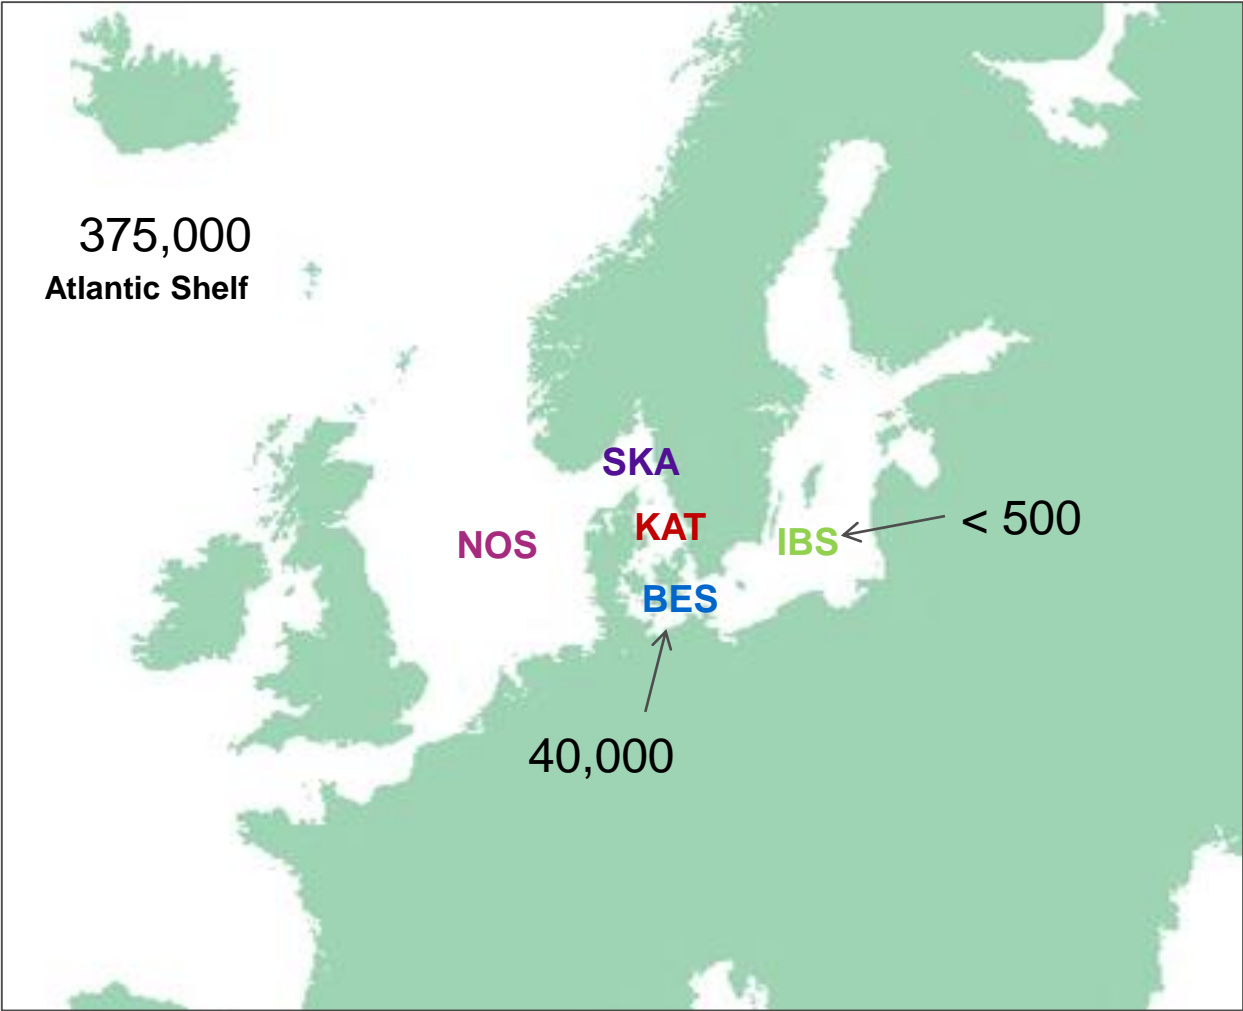 375,000
Atlantic Shelf
SKA
KAT
NOS
IBS
< 500
BES
40,000